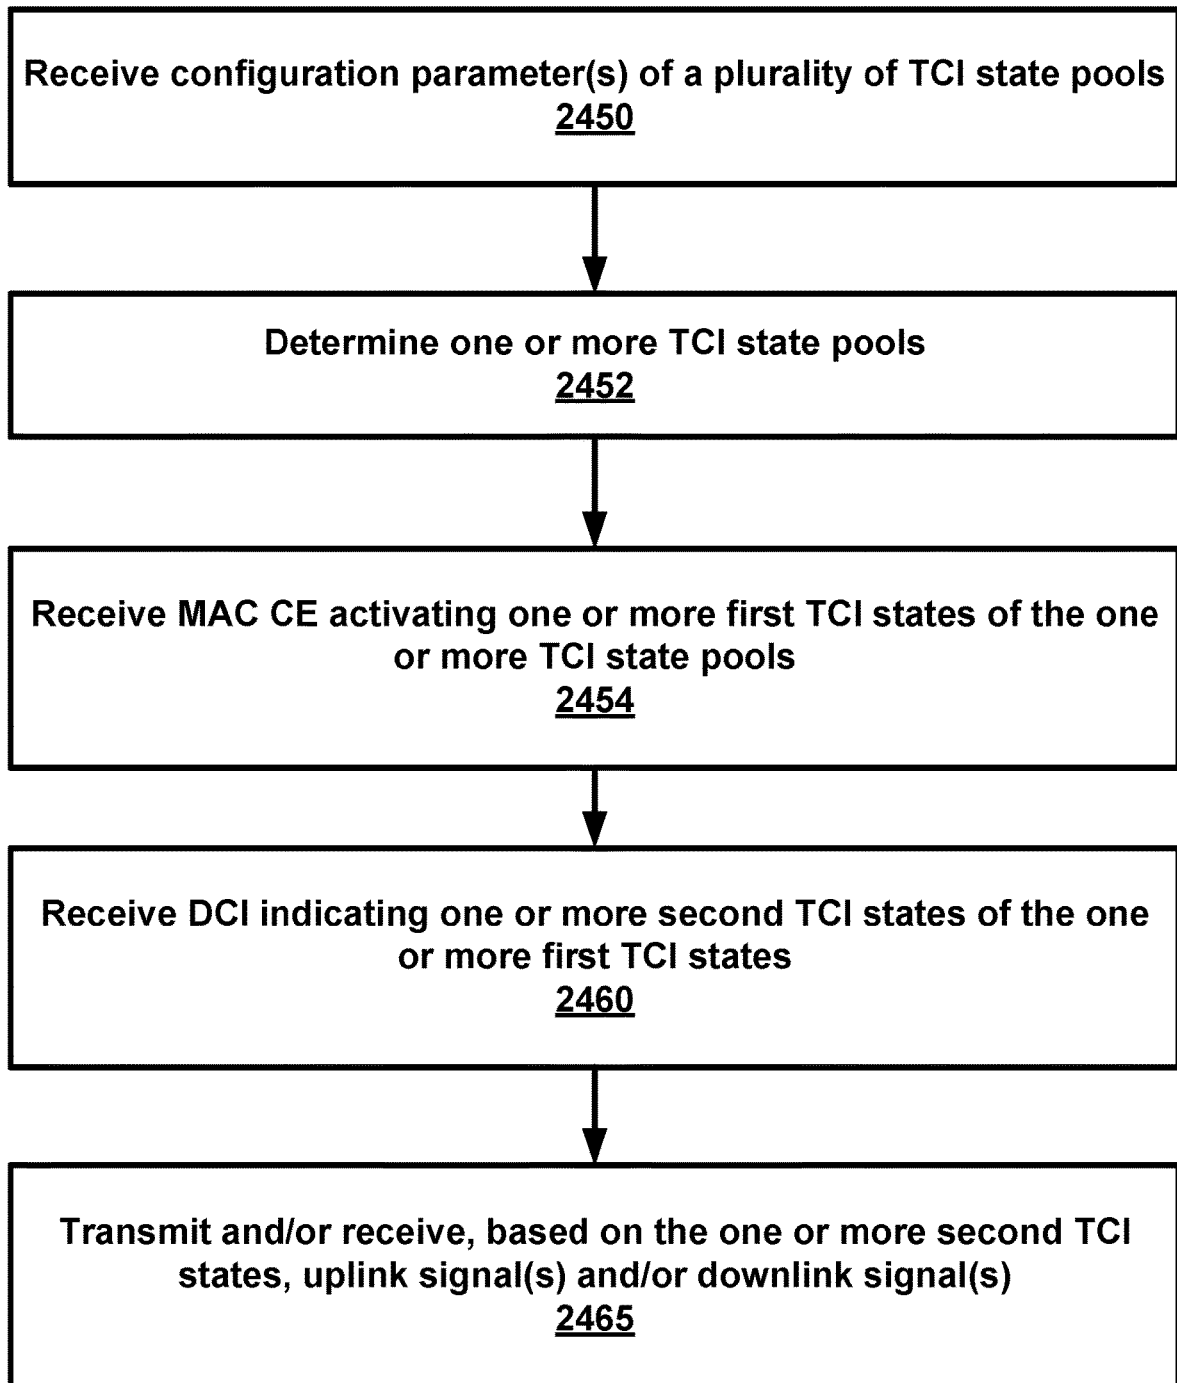 Receive configuration parameter(s) of a plurality of TCI state pools
2450
Determine one or more TCI state pools
2452
Receive MAC CE activating one or more first TCI states of the one
or more TCI state pools
2454
Receive DCI indicating one or more second TCI states of the one
or more first TCI states
2460
Transmit and/or receive, based on the one or more second TCI
states, uplink signal(s) and/or downlink signal(s)
2465